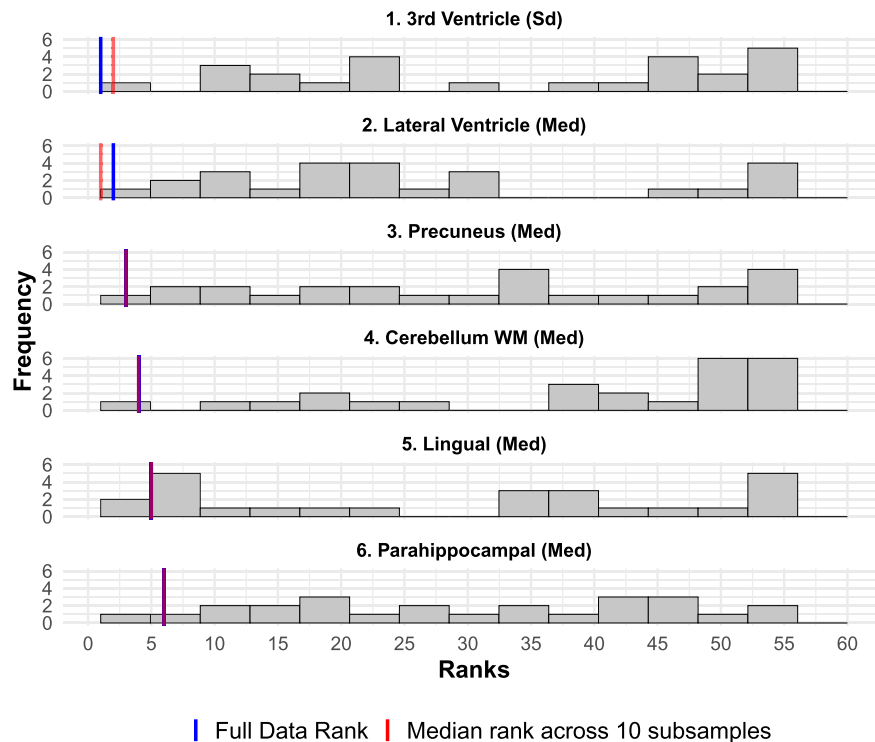 1. 3rd Ventricle (Sd)
6
4
2
0
2. Lateral Ventricle (Med)
6
4
2
0
3. Precuneus (Med)
6
4
2
0
Frequency
4. Cerebellum WM (Med)
6
4
2
0
5. Lingual (Med)
6
4
2
0
6. Parahippocampal (Med)
6
4
2
0
0 5 10 15 20 25 30 35 40 45 50 55 60
Ranks
Full Data Rank Median rank across 10 subsamples